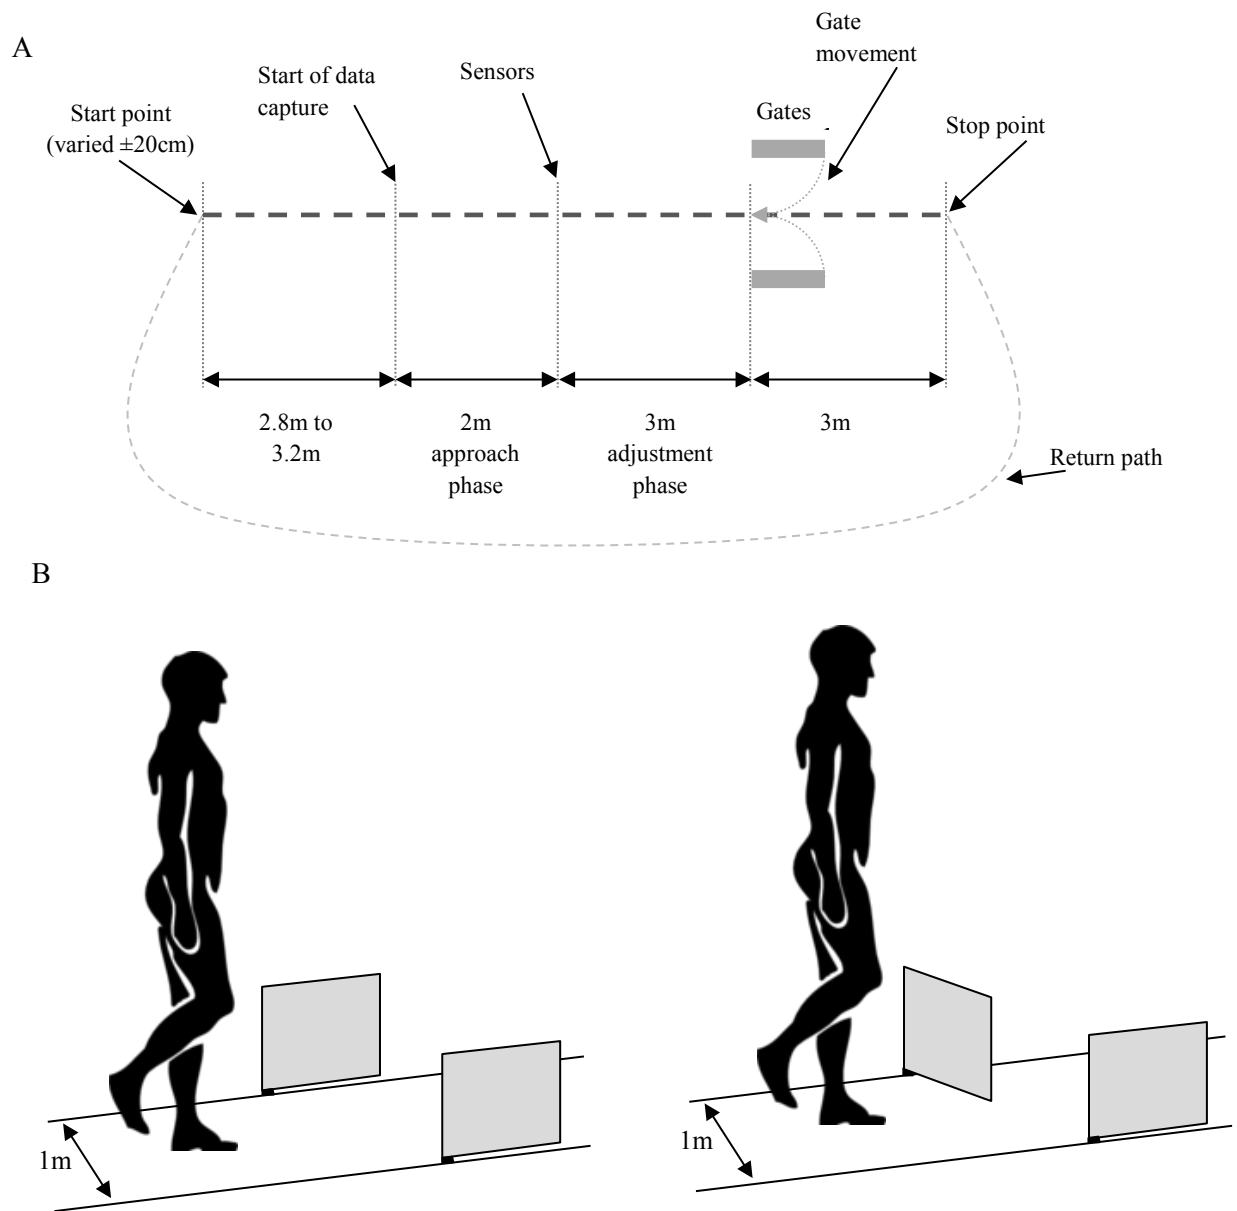 A
Gate
movement
Start of data
capture
Sensors
Start point
(varied ±20cm)
Gates
Stop point
2.8m to
3.2m
2m
approach
phase
3m
adjustment
phase
3m
Return path
B
1m
1m